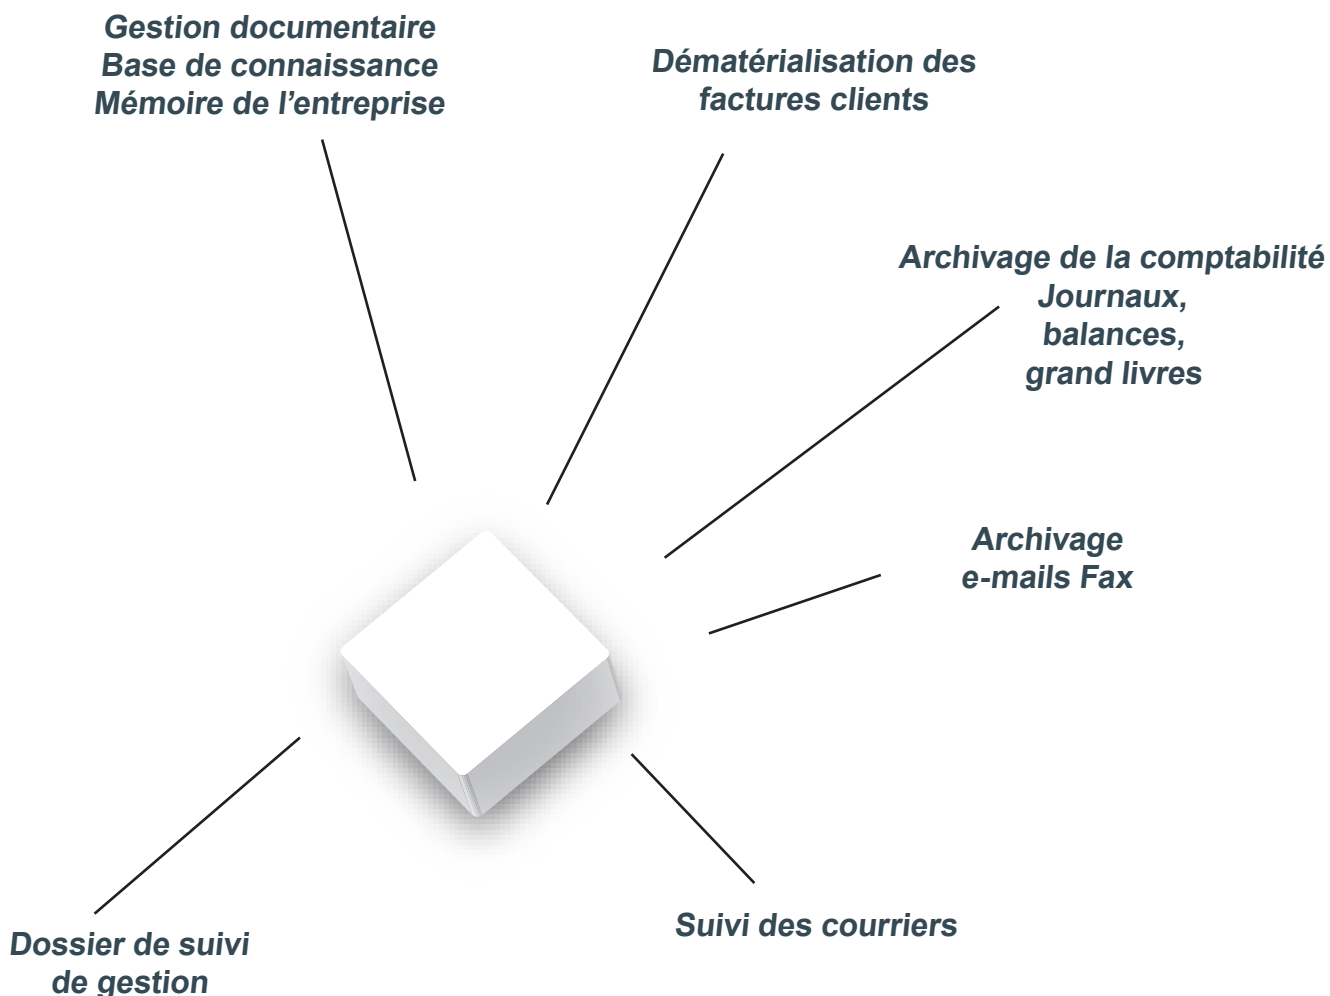 Gestion documentaire
Base de connaissance
Mémoire de l’entreprise
Dématérialisation des
factures clients
Archivage de la comptabilité
Journaux,
balances,
grand livres
Archivage
e-mails Fax
Suivi des courriers
Dossier de suivi
de gestion